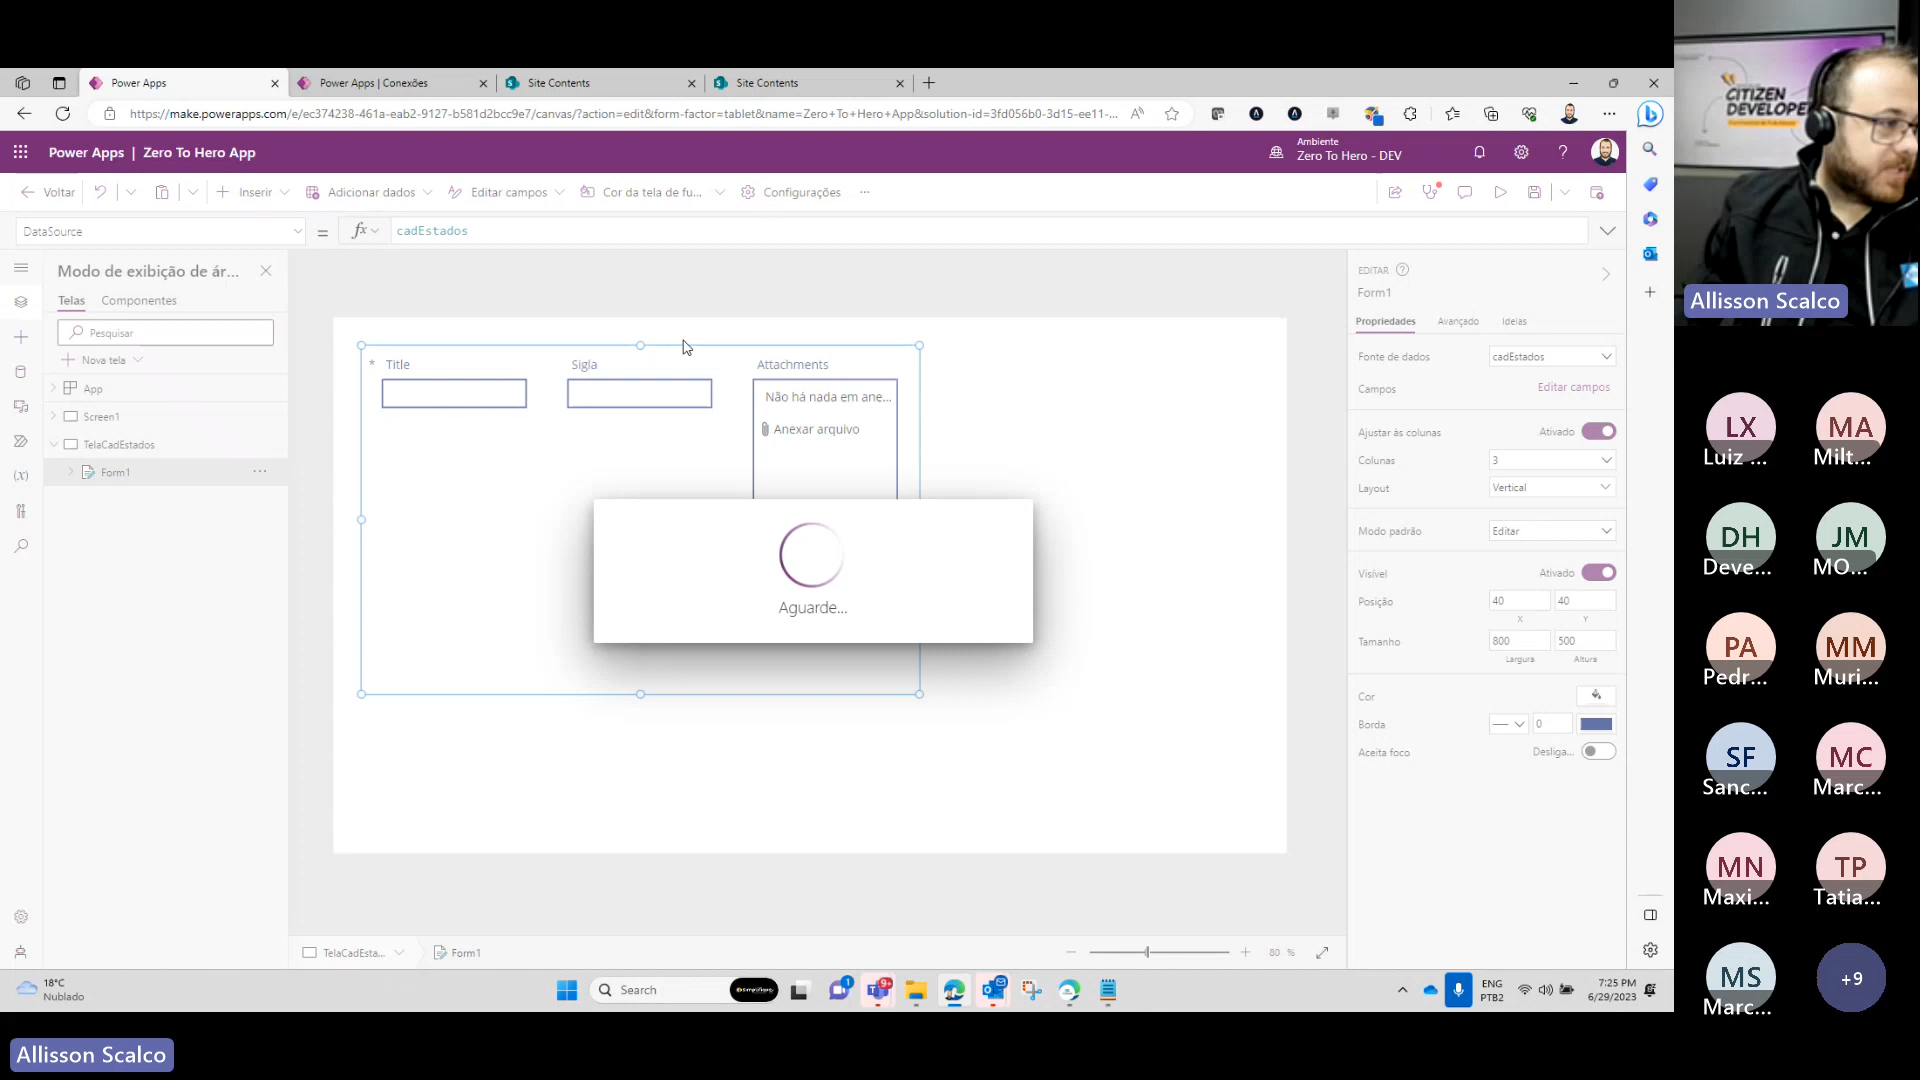 Power Apps
Power Apps | Conexões
Site Contents
Site Contents
https://make.powerapps.com/e/ec374238-461a-eab2-9127-b581d2bcc9e7/canvas/?action=edit&form-factor=tablet&name=Zero+To+Hero+App&solution-id=3fd056b0-3d15-ee11-...
Power Apps | Zero To Hero App
Ambiente
Zero To Hero - DEV
Voltar
Inserir
Adicionar dados
Editar campos
Cor da tela de fu...
Configurações
DataSource
=
fx
cadEstados
Modo de exibição de ár...
Telas
Componentes
Pesquisar
Nova tela
App
Screen1
TelaCadEstados
Form1
* Title
Sigla
Attachments
Não há nada em ane...
Anexar arquivo
Aguarde...
EDITAR
Form1
Propriedades
Avançado
Ideias
Fonte de dados
cadEstados
Campos
Editar campos
Ajustar às colunas
Ativado
Colunas
3
Layout
Vertical
Modo padrão
Editar
Visível
Ativado
Posição
40
40
X
Y
Tamanho
800
500
Largura
Altura
Cor
Borda
0
Aceita foco
Desliga...
TelaCadEsta...
Form1
80 %
18°C
Nublado
Search
1
9+
ENG
PTB2
7:25 PM
6/29/2023
CITIZEN
DEVELOPE
Allisson Scalco
LX
Luiz ...
MA
Milt...
DH
Deve...
JM
MO...
PA
Pedr...
MM
Muri...
SF
Sanc...
MC
Marc...
MN
Maxi...
TP
Tatia...
MS
Marc...
+9
Allisson Scalco